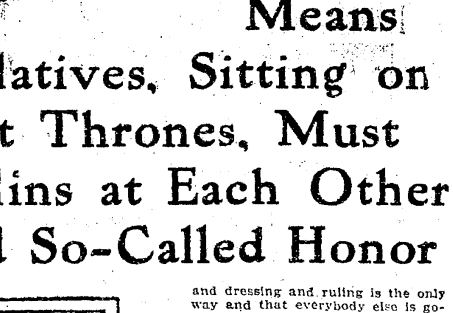 Means
latives, Sitting on
t Thrones, Must
ins at Each Other
So-Called Honor
and dressing and ruling is the only
way and that everybody else is go-